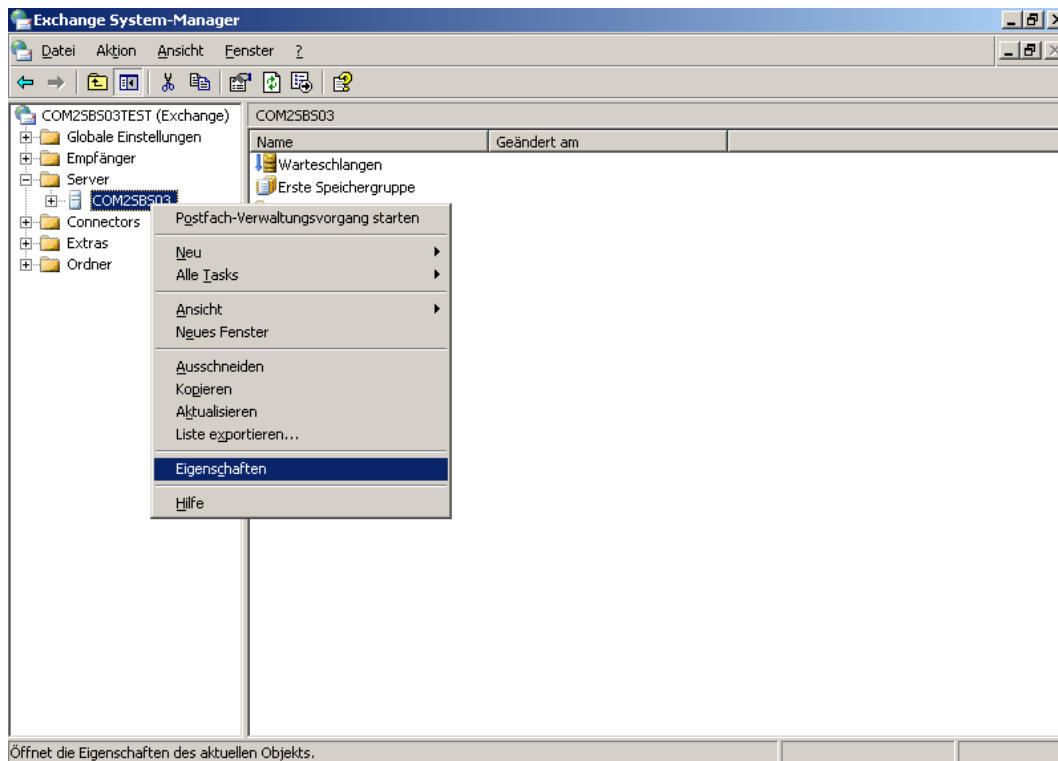 Exchange System-Manager
Datei Aktion Ansicht Fenster ?
COM2SBS03TEST (Exchange)
Globale Einstellungen
Empfänger
Server
COM2SBS03
Connectors
Extras
Ordner
COM2SBS03
Name Geändert am
Warteschlangen
Erste Speichergruppe
Postfach-Verwaltungsvorgang starten
Neu
Alle Tasks
Ansicht
Neues Fenster
Ausschneiden
Kopieren
Aktualisieren
Liste exportieren...
Eigenschaften
Hilfe
Öffnet die Eigenschaften des aktuellen Objekts.